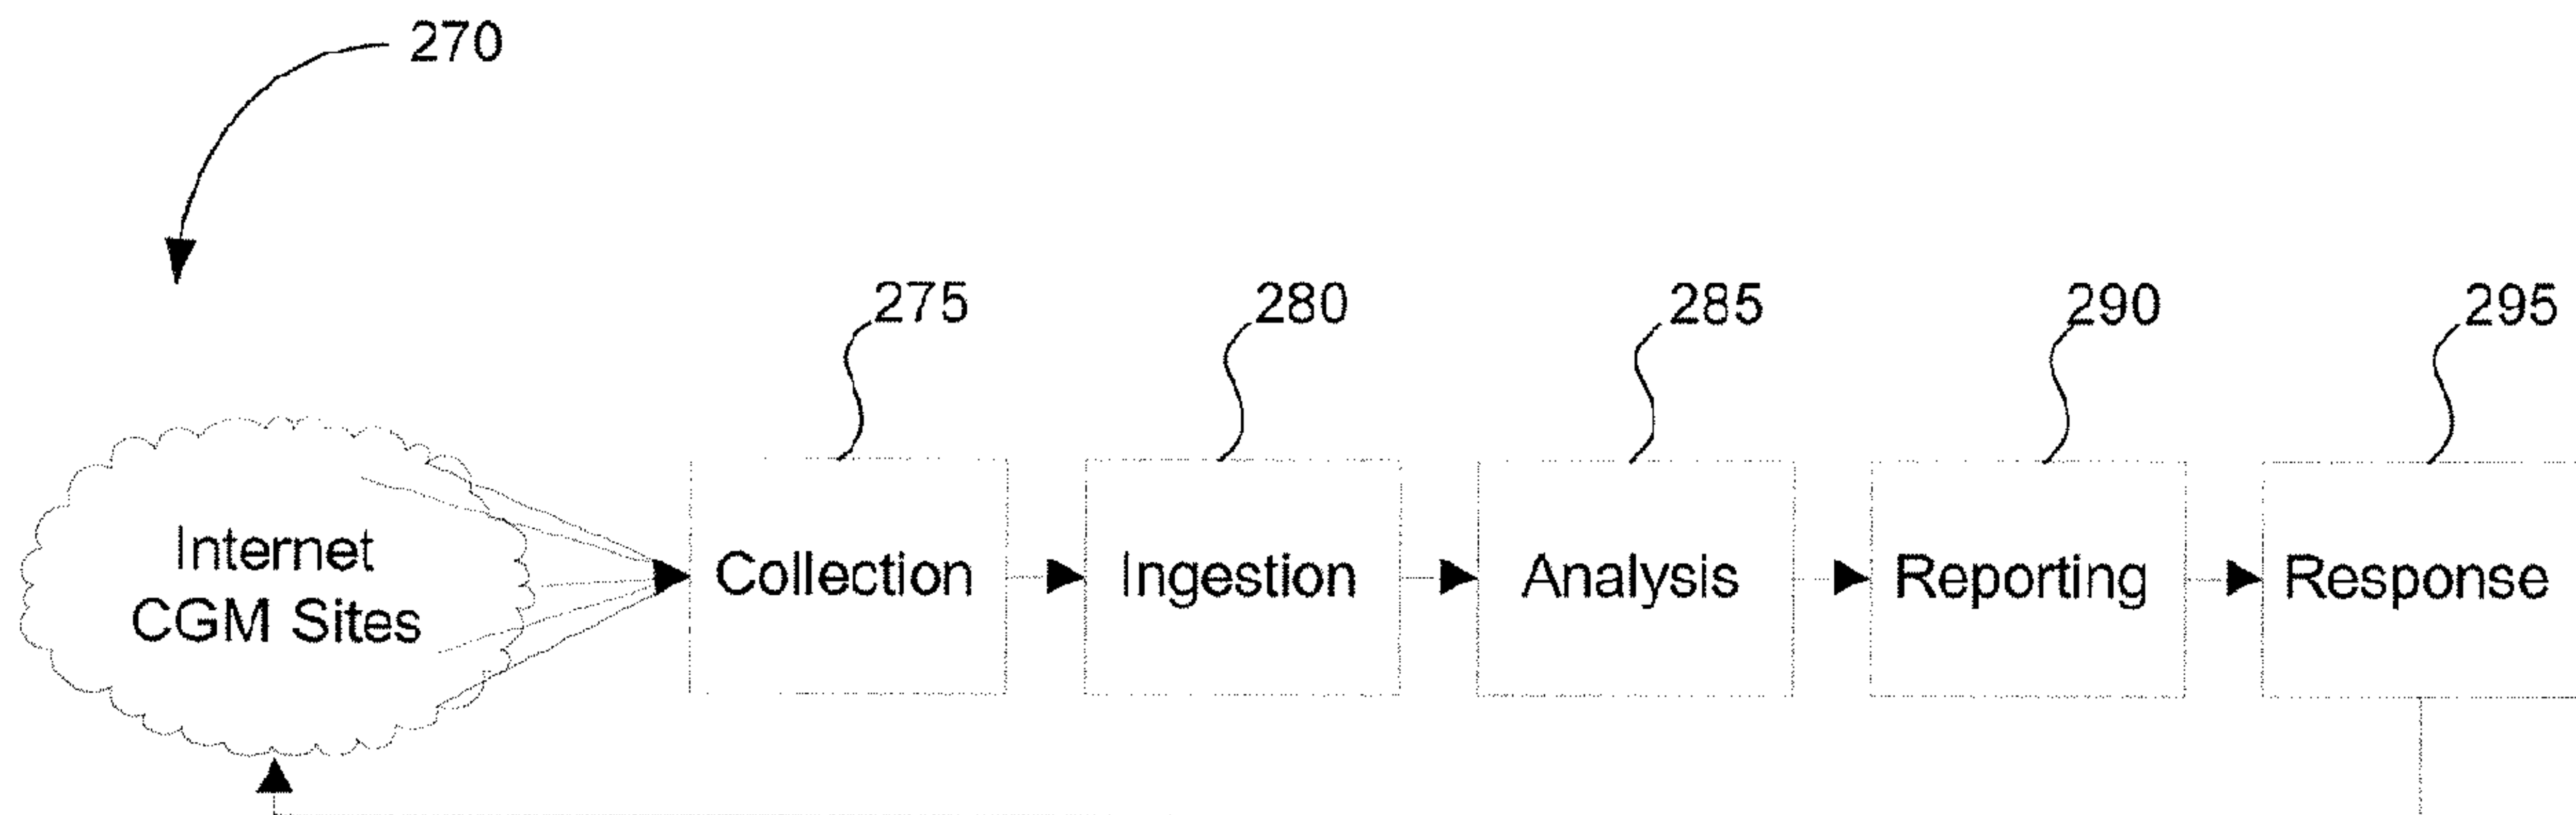 270
275
280
285
290
295
Internet
CGM Sites
Collection
Ingestion
Analysis
Reporting
Response